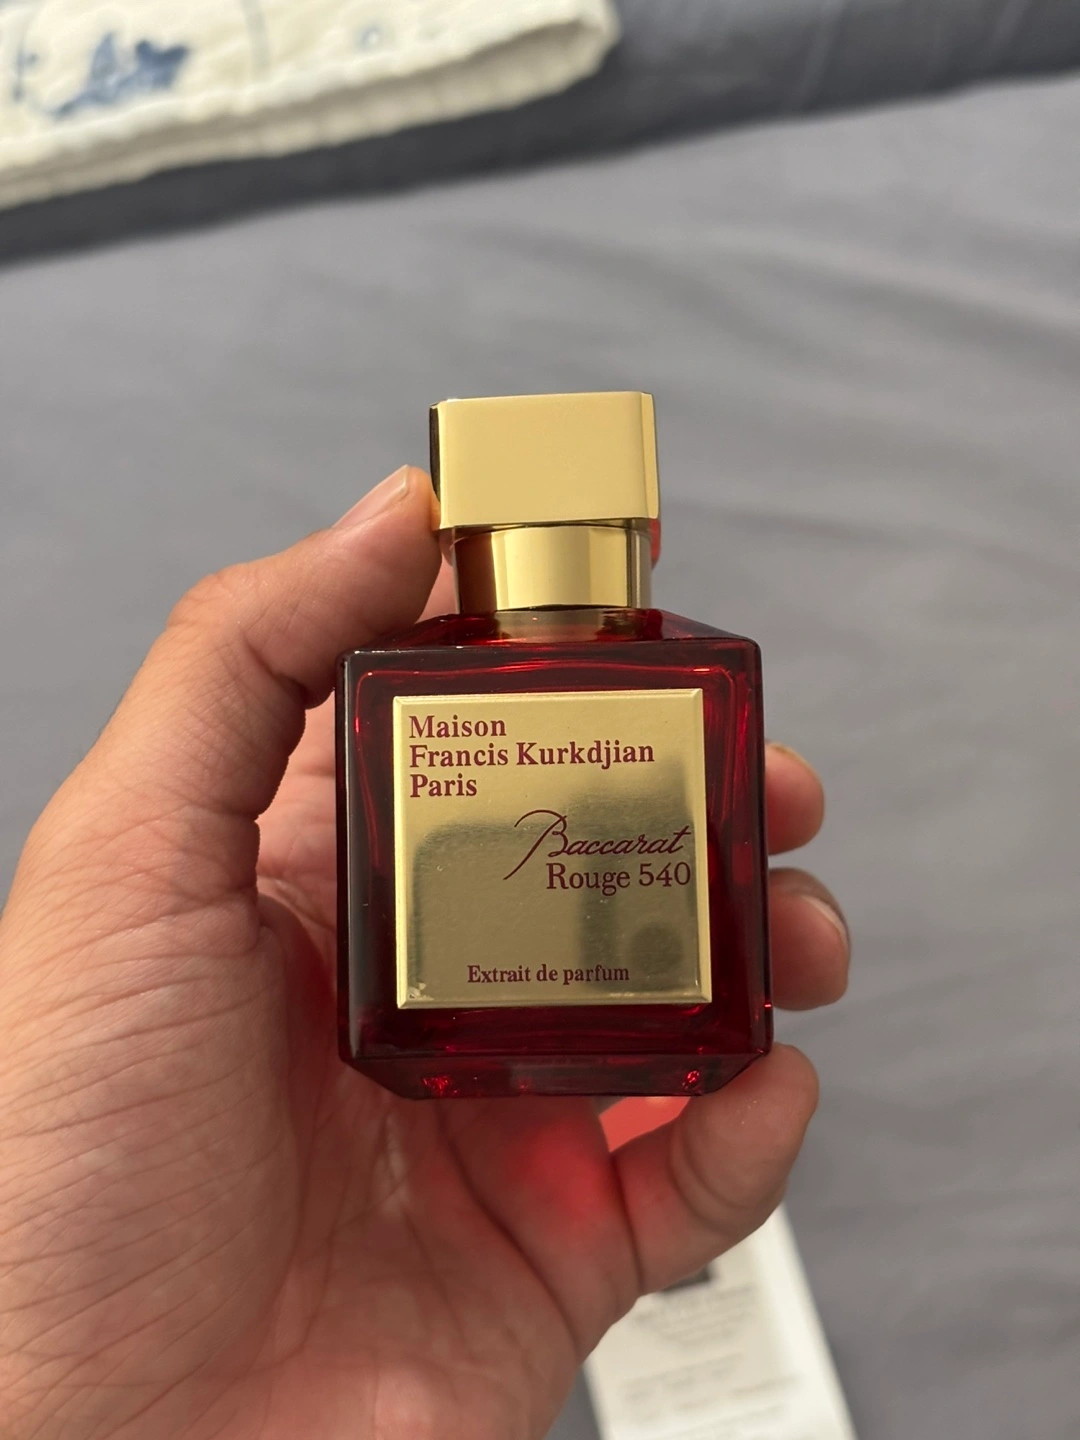 Maison
Francis Kurkdjian
Paris
Baccarat
Rouge 540
Extrait de parfum